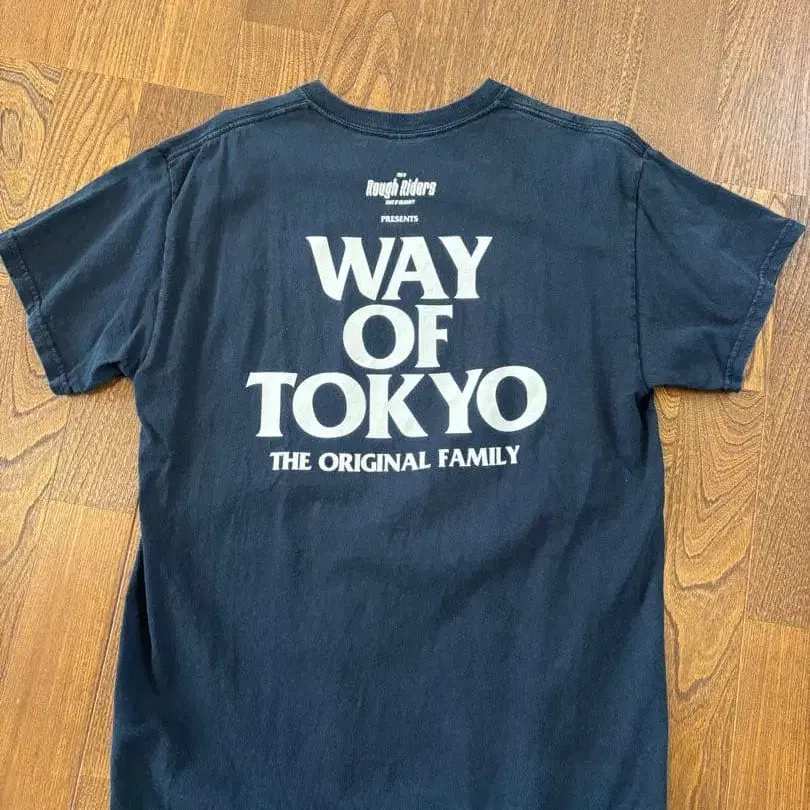 Rough Riders
PRESENTS
WAY
OF
TOKYO
THE ORIGINAL FAMILY